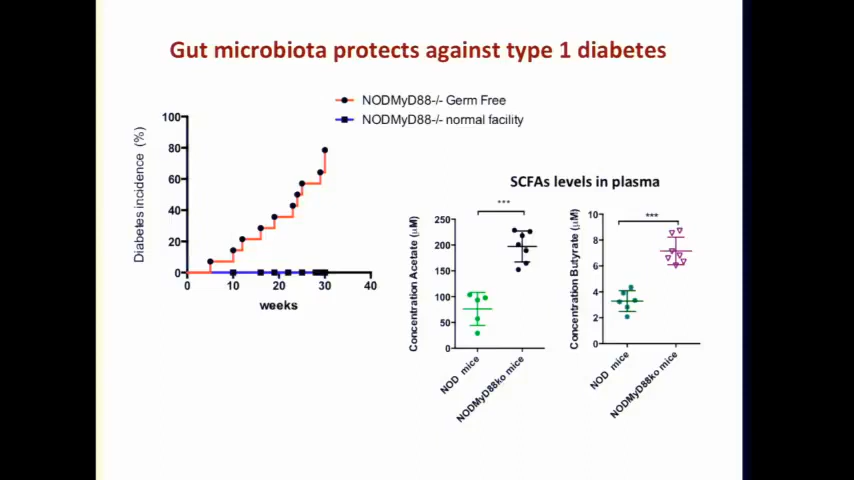 Gut microbiota protects against type 1 diabetes
NODMyD88-/- Germ Free
NODMyD88-/- normal facility
Diabetes incidence (%)
100
80
60
40
20
0
0 10 20 30 40
weeks
SCFAs levels in plasma
***
Concentration Acetate (µM)
250
200
150
100
50
0
NOD mice
NODMyD88ko mice
***
Concentration Butyrate (µM)
10
8
6
4
2
0
NOD mice
NODMyD88ko mice